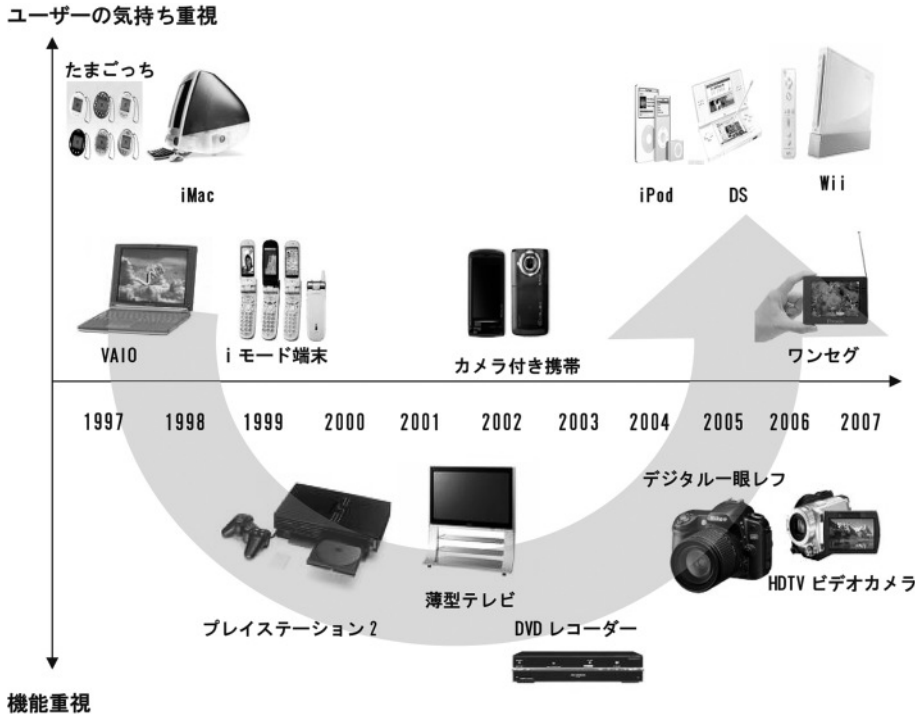 ユーザーの気持ち重視
たまごっち
iMac
iPod
DS
Wii
VAIO
iモード端末
カメラ付き携帯
ワンセグ
1997 1998 1999 2000 2001 2002 2003 2004 2005 2006 2007
プレイステーション2
薄型テレビ
DVD レコーダー
デジタル一眼レフ
HDTV ビデオカメラ
機能重視